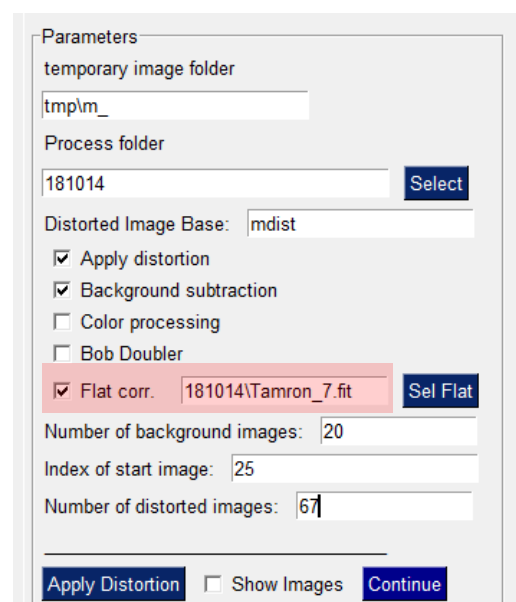 Parameters
temporary image folder
tmp\m_
Process folder
181014 Select
Distorted Image Base: mdist
Apply distortion
Background subtraction
Color processing
Bob Doubler
Flat corr. 181014\Tamron_7.fit Sel Flat
Number of background images: 20
Index of start image: 25
Number of distorted images: 67
Apply Distortion Show Images Continue